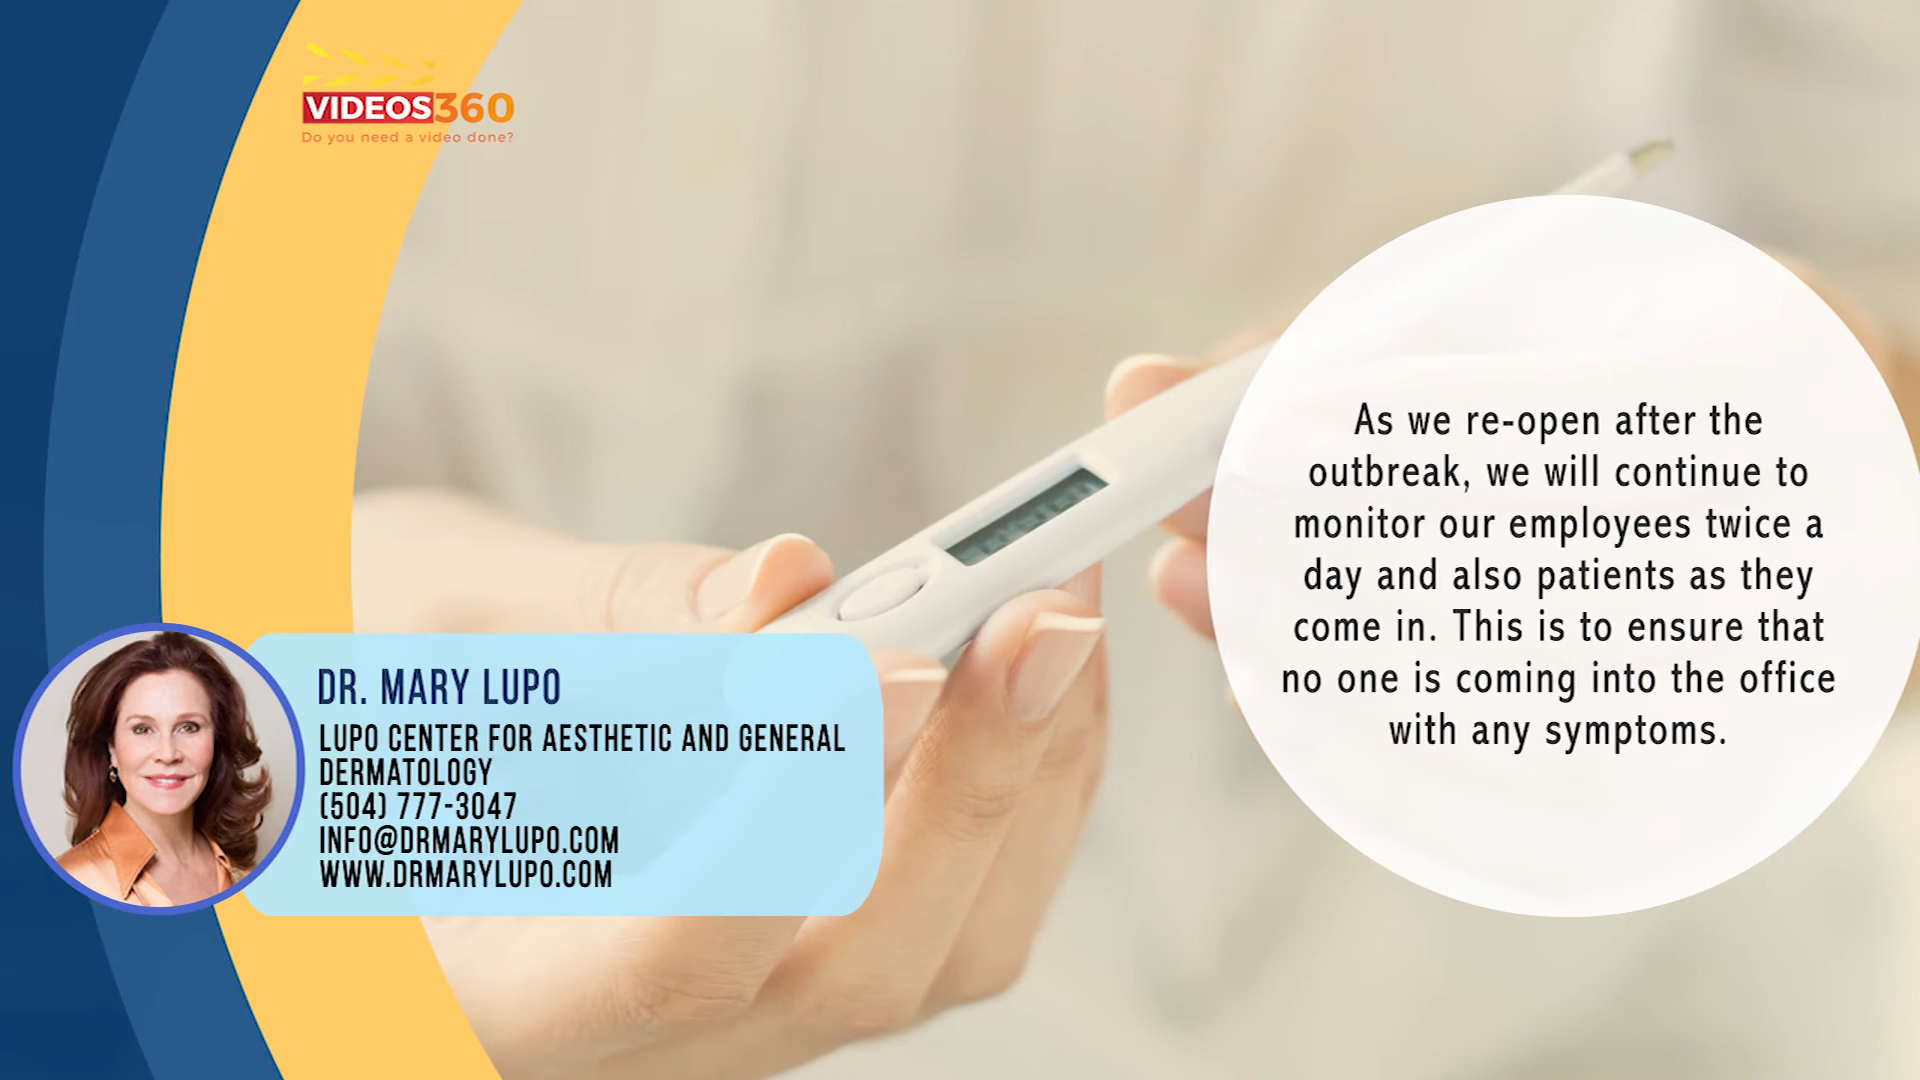 VIDEOS360
Do you need a video done?
As we re-open after the
outbreak, we will continue to
monitor our employees twice a
day and also patients as they
come in. This is to ensure that
no one is coming into the office
with any symptoms.
DR. MARY LUPO
LUPO CENTER FOR AESTHETIC AND GENERAL
DERMATOLOGY
(504) 777-3047
INFO@DRMARYLUPO.COM
WWW.DRMARYLUPO.COM